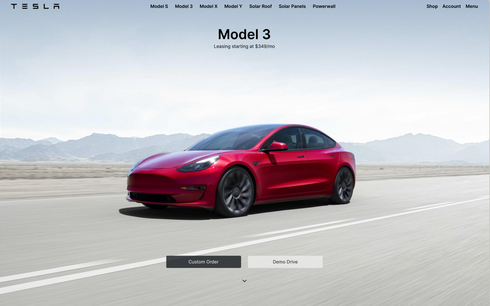 TESLA
Model S Model 3 Model X Model Y Solar Roof Solar Panels Powerwall
Shop Account Menu
Model 3
Leasing starting at $349/mo
Custom Order
Demo Drive